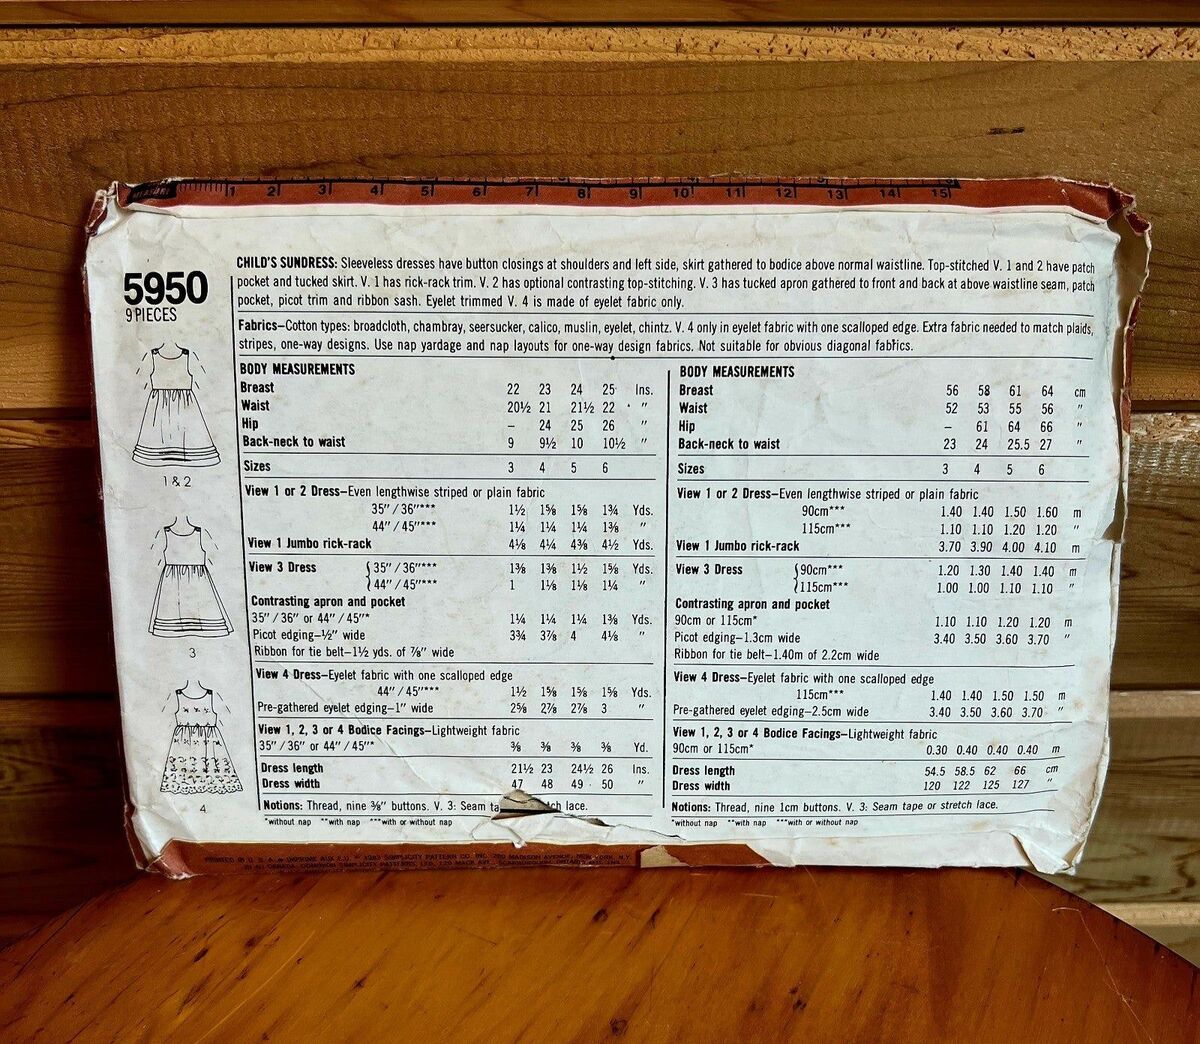 1 2 3 4 5 6 7 8 9 10 11 12 13 14 15
5950
9 PIECES
1 & 2
3
4
CHILD'S SUNDRESS: Sleeveless dresses have button closings at shoulders and left side, skirt gathered to bodice above normal waistline. Top-stitched V. 1 and 2 have patch
pocket and tucked skirt. V. 1 has rick-rack trim. V. 2 has optional contrasting top-stitching. V. 3 has tucked apron gathered to front and back at above waistline seam, patch
pocket, picot trim and ribbon sash. Eyelet trimmed V. 4 is made of eyelet fabric only.
Fabrics—Cotton types: broadcloth, chambray, seersucker, calico, muslin, eyelet, chintz. V. 4 only in eyelet fabric with one scalloped edge. Extra fabric needed to match plaids,
stripes, one-way designs. Use nap yardage and nap layouts for one-way design fabrics. Not suitable for obvious diagonal fabrics.
BODY MEASUREMENTS
Breast 22 23 24 25 Ins.
Waist 20½ 21 21½ 22 "
Hip – 24 25 26 "
Back-neck to waist 9 9½ 10 10½ "
Sizes 3 4 5 6
View 1 or 2 Dress—Even lengthwise striped or plain fabric
35"/36"*** 1½ 1⅝ 1⅝ 1¾ Yds.
44"/45"*** 1¼ 1¼ 1¼ 1⅜ "
View 1 Jumbo rick-rack 4⅛ 4¼ 4⅜ 4½ Yds.
View 3 Dress {35"/36"*** 1⅜ 1⅜ 1½ 1⅝ Yds.
44"/45"*** 1 1⅛ 1⅛ 1¼ "
Contrasting apron and pocket
35"/36" or 44"/45"* 1¼ 1¼ 1¼ 1⅜ Yds.
Picot edging—½" wide 3¾ 3⅞ 4 4⅛ "
Ribbon for tie belt—1½ yds. of ⅞" wide
View 4 Dress—Eyelet fabric with one scalloped edge
44"/45"*** 1½ 1⅝ 1⅝ 1⅝ Yds.
Pre-gathered eyelet edging—1" wide 2⅝ 2⅞ 2⅞ 3 "
View 1, 2, 3 or 4 Bodice Facings—Lightweight fabric
35"/36" or 44"/45"* ⅜ ⅜ ⅜ ⅜ Yd.
Dress length 21½ 23 24½ 26 Ins.
Dress width 47 48 49 50 "
Notions: Thread, nine ⅜" buttons. V. 3: Seam ta ch lace.
*without nap **with nap ***with or without nap
BODY MEASUREMENTS
Breast 56 58 61 64 cm
Waist 52 53 55 56 "
Hip – 61 64 66 "
Back-neck to waist 23 24 25.5 27 "
Sizes 3 4 5 6
View 1 or 2 Dress—Even lengthwise striped or plain fabric
90cm*** 1.40 1.40 1.50 1.60 m
115cm*** 1.10 1.10 1.20 1.20 "
View 1 Jumbo rick-rack 3.70 3.90 4.00 4.10 m
View 3 Dress {90cm*** 1.20 1.30 1.40 1.40 m
115cm*** 1.00 1.00 1.10 1.10 "
Contrasting apron and pocket
90cm or 115cm* 1.10 1.10 1.20 1.20 m
Picot edging—1.3cm wide 3.40 3.50 3.60 3.70 "
Ribbon for tie belt—1.40m of 2.2cm wide
View 4 Dress—Eyelet fabric with one scalloped edge
115cm*** 1.40 1.40 1.50 1.50 m
Pre-gathered eyelet edging—2.5cm wide 3.40 3.50 3.60 3.70 "
View 1, 2, 3 or 4 Bodice Facings—Lightweight fabric
90cm or 115cm* 0.30 0.40 0.40 0.40 m
Dress length 54.5 58.5 62 66 cm
Dress width 120 122 125 127 "
Notions: Thread, nine 1cm buttons. V. 3: Seam tape or stretch lace.
*without nap **with nap ***with or without nap
PRINTED IN U.S.A. 1983 SIMPLICITY PATTERN CO. INC. 200 MADISON AVENUE, NEW YORK, N.Y.